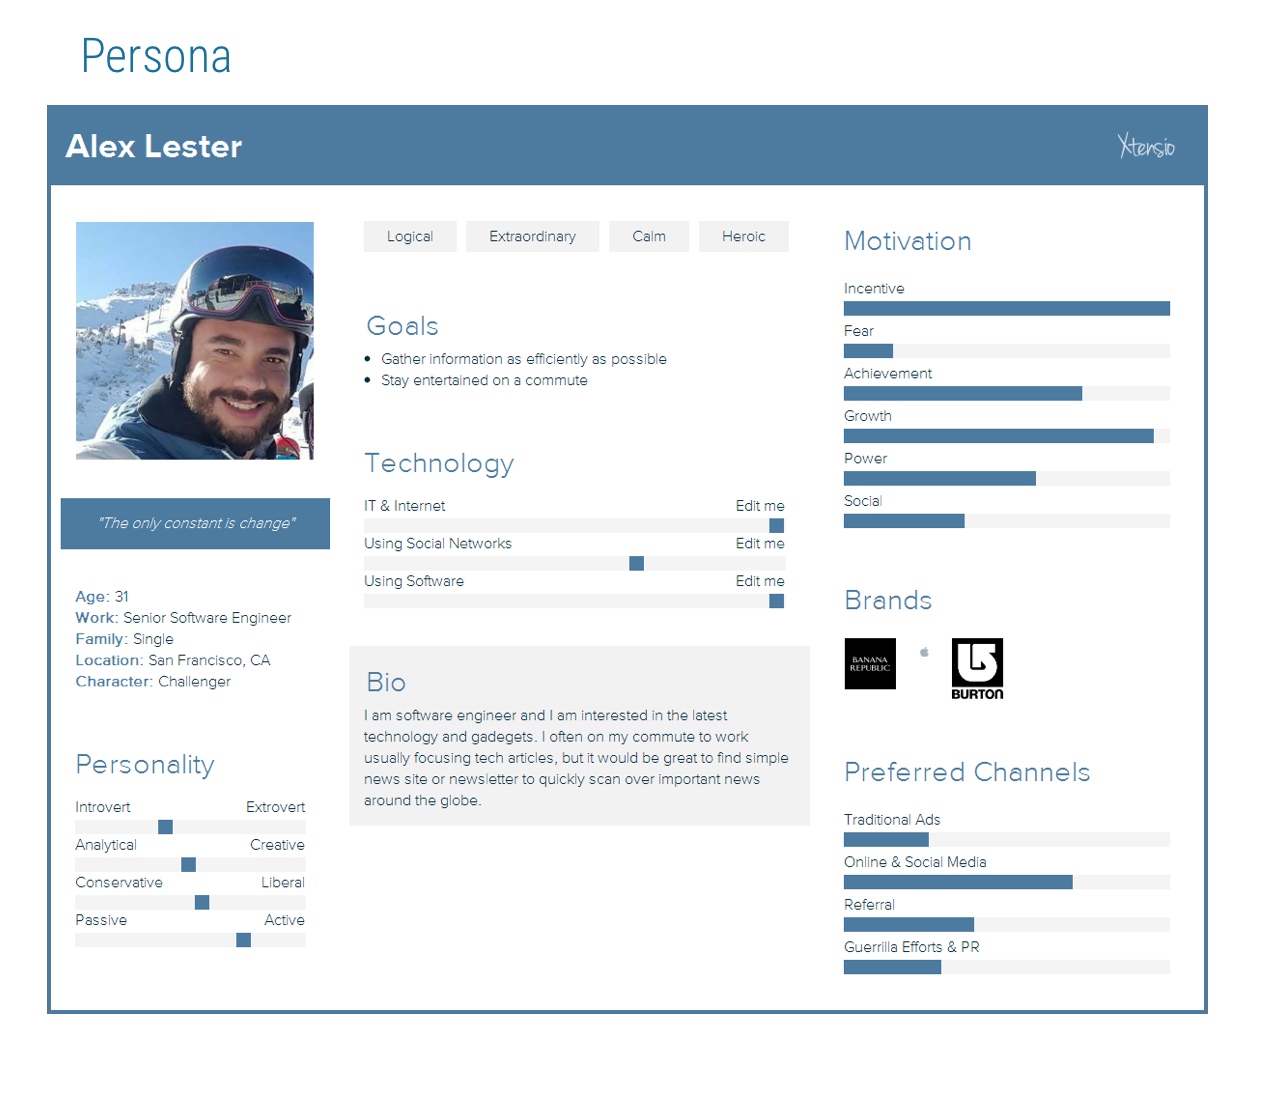 Persona
Alex Lester
Xtensio
"The only constant is change"
Age: 31
Work: Senior Software Engineer
Family: Single
Location: San Francisco, CA
Character: Challenger
Personality
Introvert Extrovert
Analytical Creative
Conservative Liberal
Passive Active
Logical Extraordinary Calm Heroic
Goals
• Gather information as efficiently as possible
• Stay entertained on a commute
Technology
IT & Internet Edit me
Using Social Networks Edit me
Using Software Edit me
Bio
I am software engineer and I am interested in the latest
technology and gadegets. I often on my commute to work
usually focusing tech articles, but it would be great to find simple
news site or newsletter to quickly scan over important news
around the globe.
Motivation
Incentive
Fear
Achievement
Growth
Power
Social
Brands
BANANA
REPUBLIC
BURTON
Preferred Channels
Traditional Ads
Online & Social Media
Referral
Guerrilla Efforts & PR